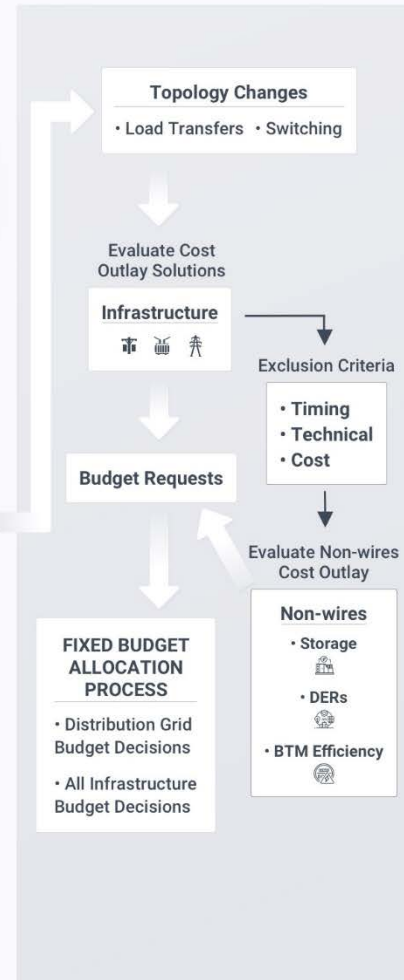 Topology Changes
• Load Transfers • Switching
Evaluate Cost
Outlay Solutions
Infrastructure
Exclusion Criteria
• Timing
• Technical
• Cost
Budget Requests
Evaluate Non-wires
Cost Outlay
Non-wires
• Storage
• DERs
• BTM Efficiency
FIXED BUDGET
ALLOCATION
PROCESS
• Distribution Grid
Budget Decisions
• All Infrastructure
Budget Decisions